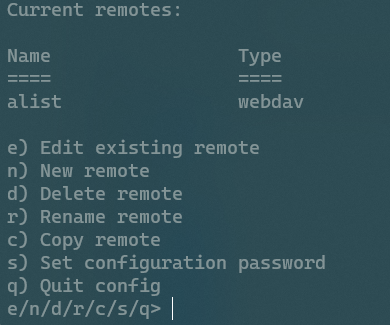 Current remotes:
Name                 Type
====                 ====
alist                webdav
e) Edit existing remote
n) New remote
d) Delete remote
r) Rename remote
c) Copy remote
s) Set configuration password
q) Quit config
e/n/d/r/c/s/q>